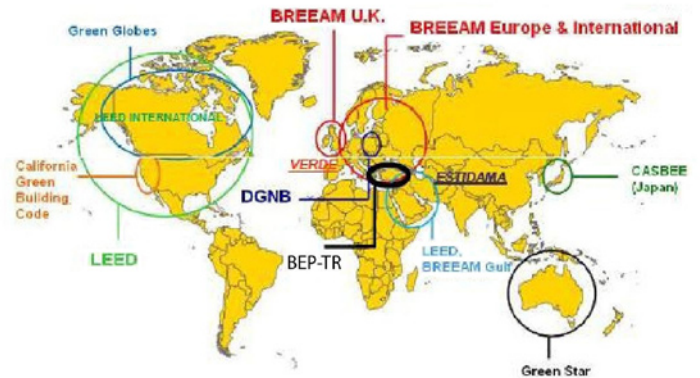 BREEAM U.K.
Green Globes
BREEAM Europe & International
LEED INTERNATIONAL
VERDE
ESTIDAMA
California
Green
Building
Code
CASBEE
(Japan)
DGNB
LEED
BEP-TR
LEED,
BREEAM Gulf
Green Star